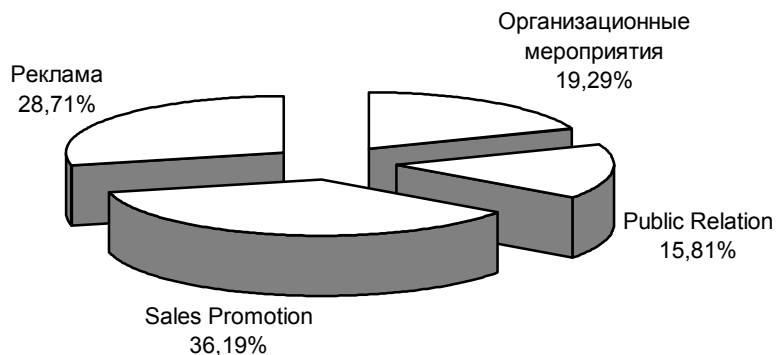 Организационные
мероприятия
19,29%
Реклама
28,71%
Public Relation
15,81%
Sales Promotion
36,19%